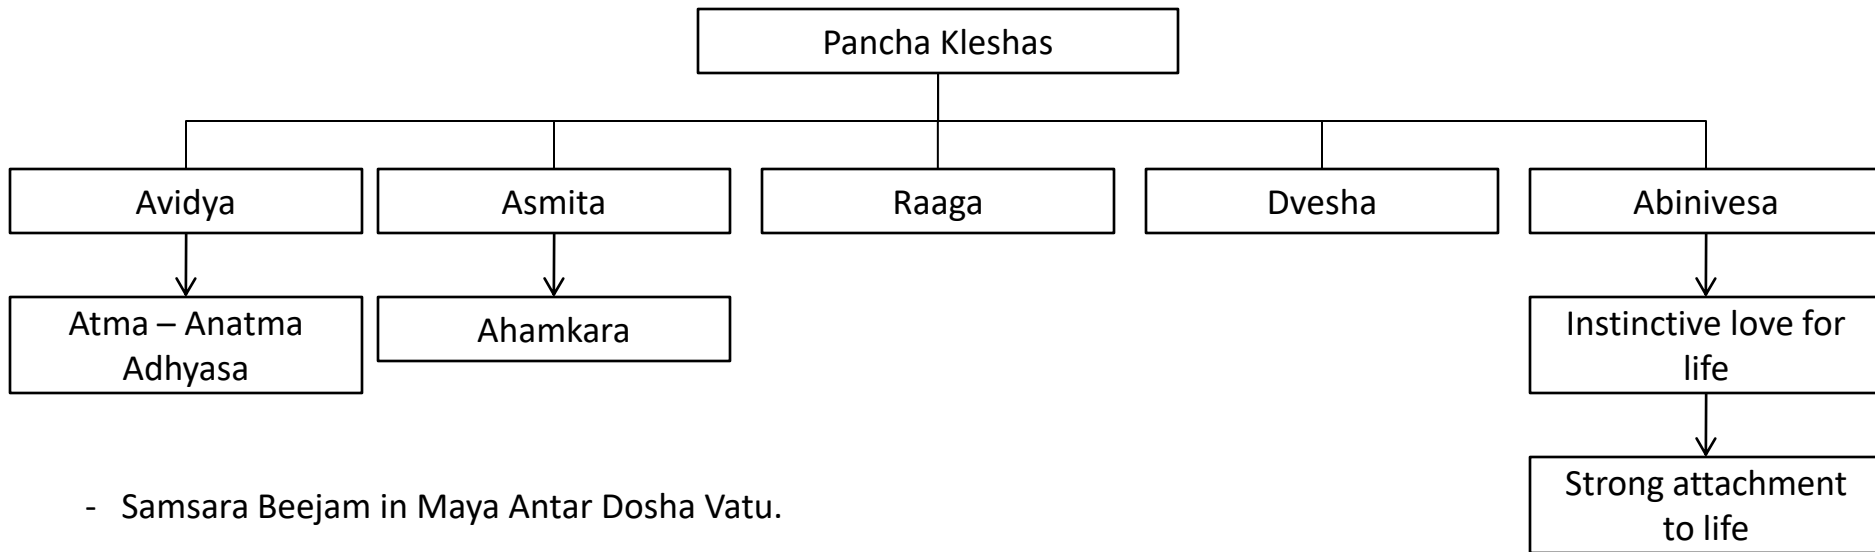 Pancha Kleshas
Avidya
Asmita
Raaga
Dvesha
Abinivesa
Atma – Anatma
Adhyasa
Ahamkara
Instinctive love for
life
Strong attachment
to life
- Samsara Beejam in Maya Antar Dosha Vatu.